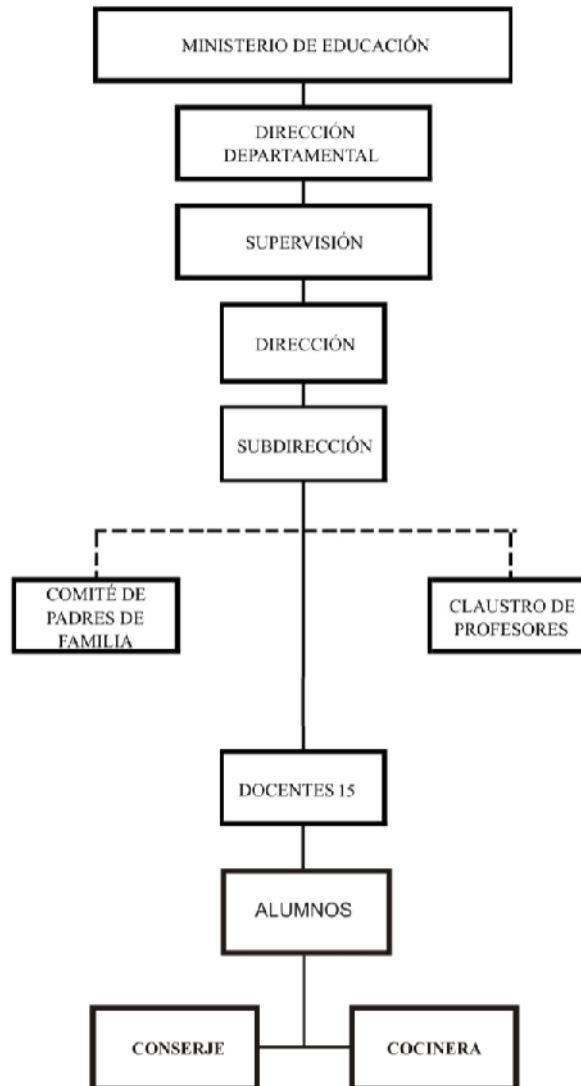 MINISTERIO DE EDUCACIÓN
DIRECCIÓN
DEPARTAMENTAL
SUPERVISIÓN
DIRECCIÓN
SUBDIRECCIÓN
COMITÉ DE
PADRES DE
FAMILIA
CLAUSTRO DE
PROFESORES
DOCENTES 15
ALUMNOS
CONSERJE
COCINERA